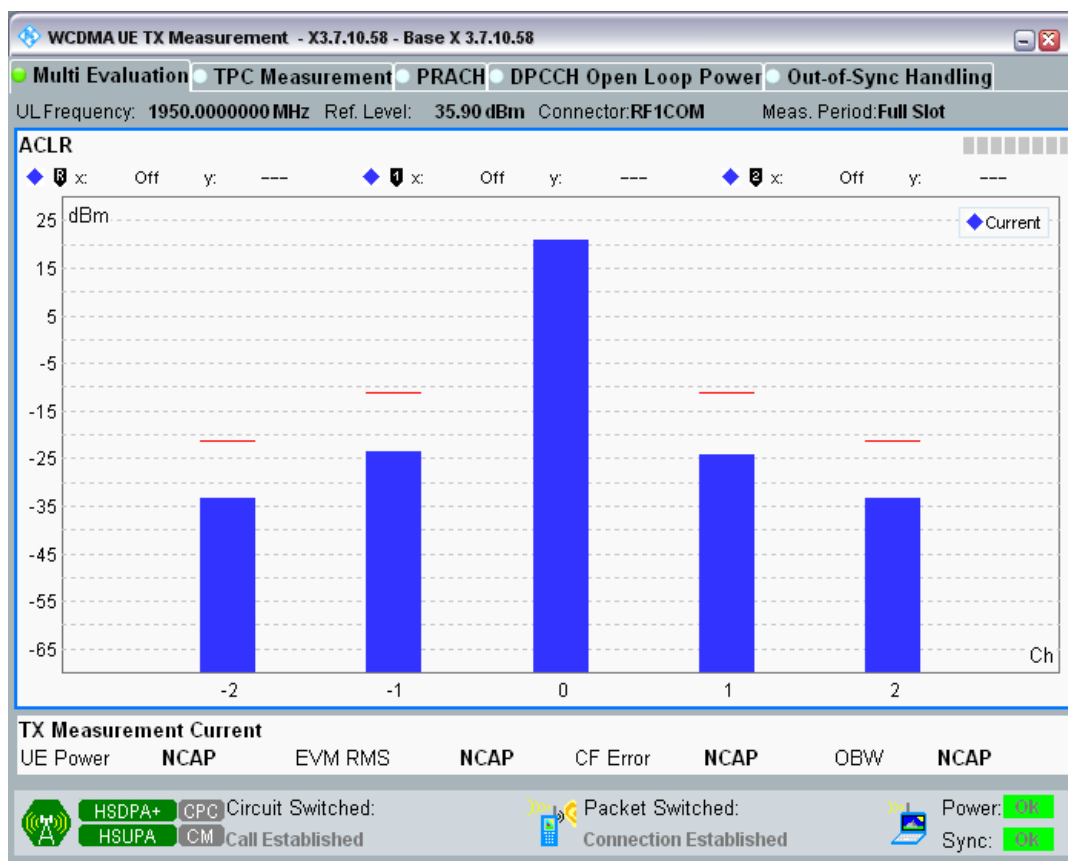 WCDMA UE TX Measurement - X3.7.10.58 - Base X 3.7.10.58
Multi Evaluation TPC Measurement PRACH DPCCH Open Loop Power Out-of-Sync Handling
UL Frequency: 1950.0000000 MHz Ref. Level: 35.90 dBm Connector:RF1COM Meas. Period:Full Slot
ACLR
R x: Off y: --- 1 x: Off y: --- 2 x: Off y: ---
dBm
Current
25
15
5
-5
-15
-25
-35
-45
-55
-65
Ch
-2 -1 0 1 2
TX Measurement Current
UE Power NCAP EVM RMS NCAP CF Error NCAP OBW NCAP
HSDPA+ CPC Circuit Switched: Packet Switched: Power: Ok
HSUPA CM Call Established Connection Established Sync: Ok